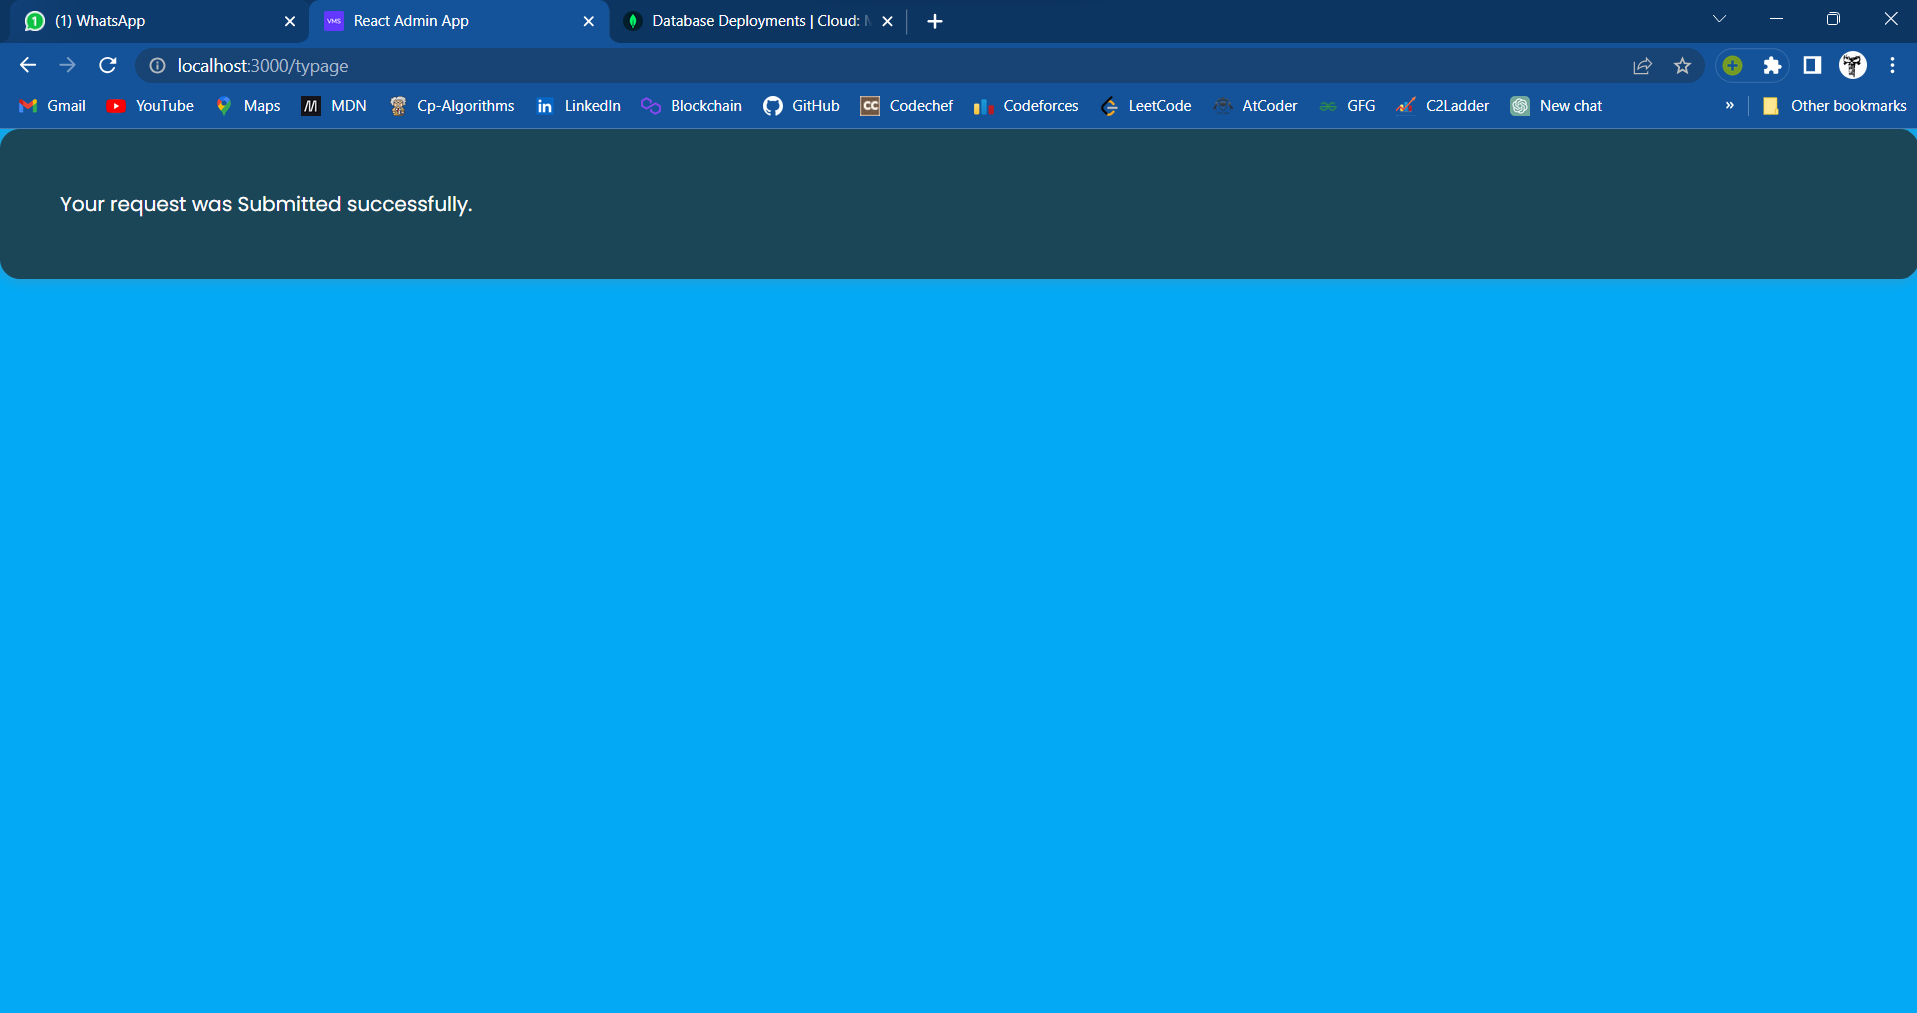 (1) WhatsApp
React Admin App
Database Deployments | Cloud:
localhost:3000/typage
Gmail YouTube Maps MDN Cp-Algorithms LinkedIn Blockchain GitHub Codechef Codeforces LeetCode AtCoder GFG C2Ladder New chat » Other bookmarks
Your request was Submitted successfully.